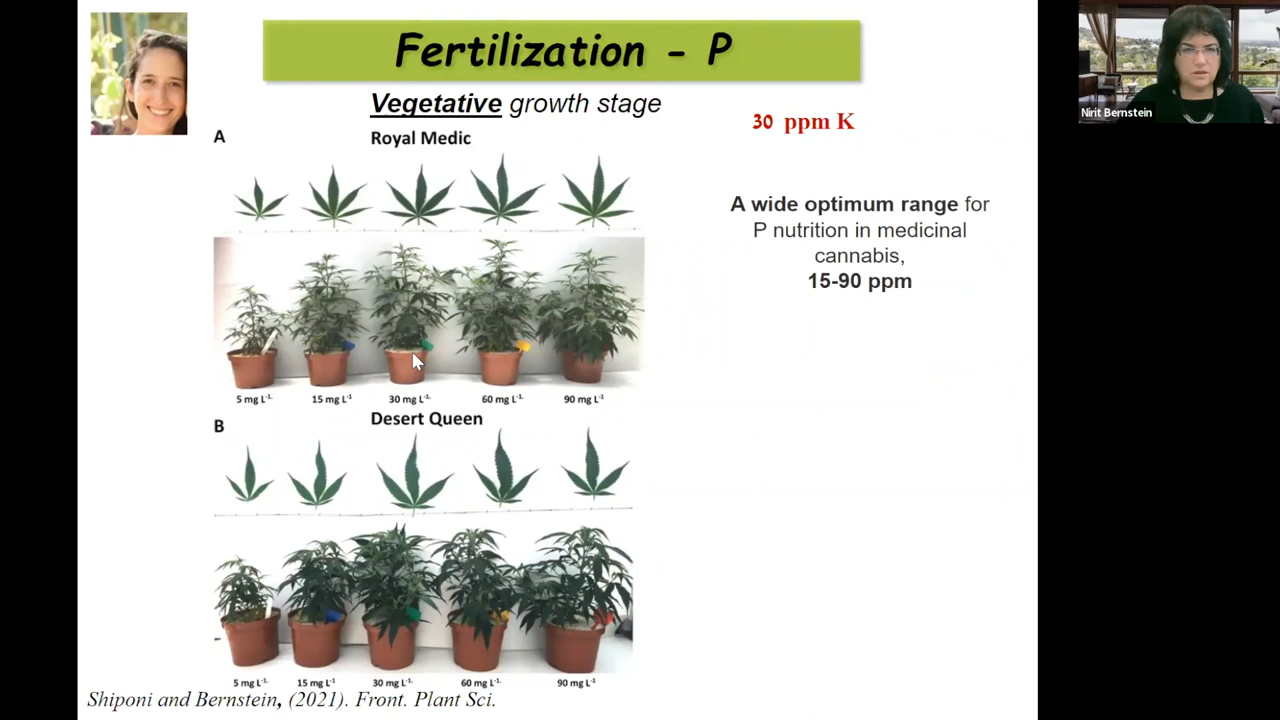 Fertilization - P
Vegetative growth stage
30 ppm K
A
Royal Medic
A wide optimum range for
P nutrition in medicinal
cannabis,
15-90 ppm
5 mg L⁻¹. 15 mg L⁻¹ 30 mg L⁻¹. 60 mg L⁻¹. 90 mg L⁻¹
B
Desert Queen
5 mg L⁻¹. 15 mg L⁻¹ 30 mg L⁻¹. 60 mg L⁻¹. 90 mg L⁻¹
Shiponi and Bernstein, (2021). Front. Plant Sci.
Nirit Bernstein